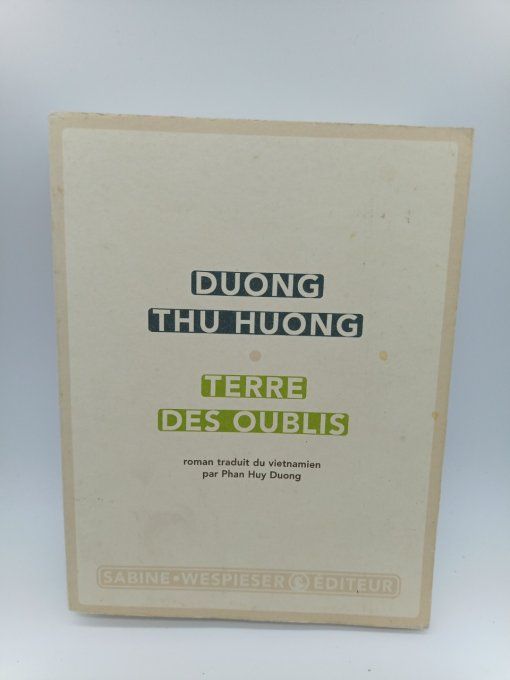 DUONG
THU HUONG
TERRE
DES OUBLIS
roman traduit du vietnamien
par Phan Huy Duong
SABINE • WESPIESER ÉDITEUR